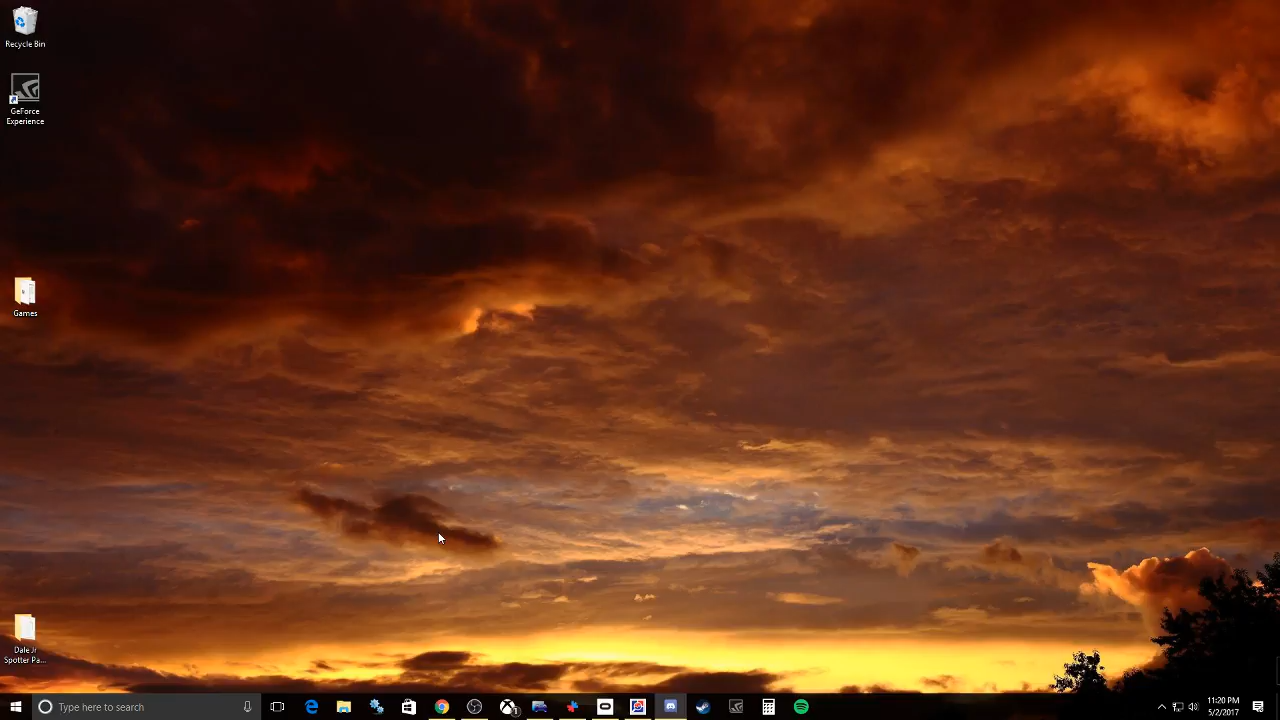 Recycle Bin
GeForce
Experience
Games
Dale Jr
Spotter Pa...
Type here to search
1
11:20 PM
5/2/2017